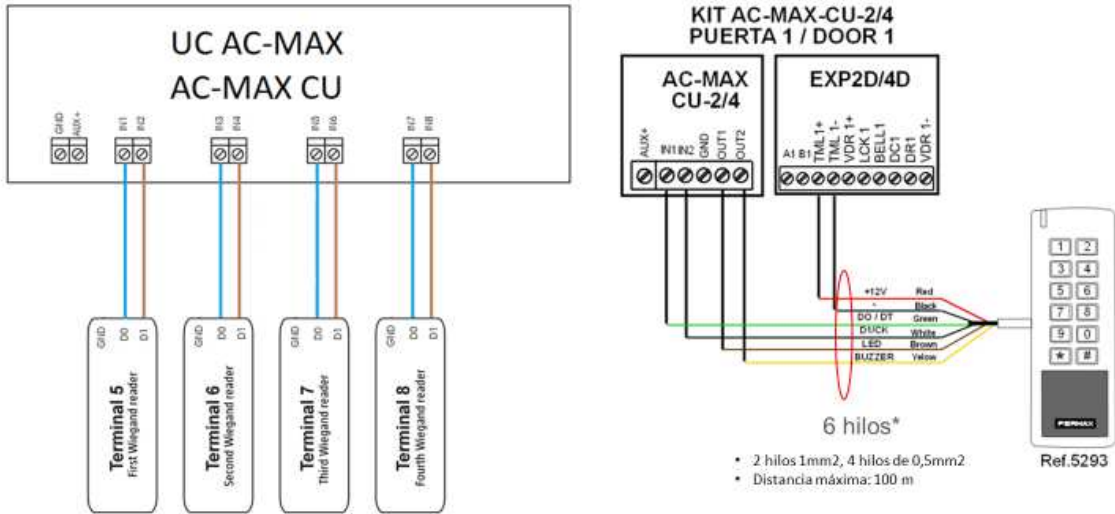 UC AC-MAX
AC-MAX CU
GND
AUX+
IN1
IN2
IN3
IN4
IN5
IN6
IN7
IN8
GND
D0
D1
Terminal 5
First Wiegand reader
GND
D0
D1
Terminal 6
Second Wiegand reader
GND
D0
D1
Terminal 7
Third Wiegand reader
GND
D0
D1
Terminal 8
Fourth Wiegand reader
KIT AC-MAX-CU-2/4
PUERTA 1 / DOOR 1
AC-MAX
CU-2/4
AUX+
IN1
IN2
GND
OUT1
OUT2
EXP2D/4D
A1
B1
TML1+
TML 1-
VDR 1+
LCK 1
BELL1
DC1
DR1
VDR 1-
+12V Red
- Black
DO / DT Green
D1/CK White
LED Brown
BUZZER Yelow
6 hilos*
• 2 hilos 1mm2, 4 hilos de 0,5mm2
• Distancia máxima: 100 m
1 2
3 4
5 6
7 8
9 0
* #
FERMAX
Ref.5293